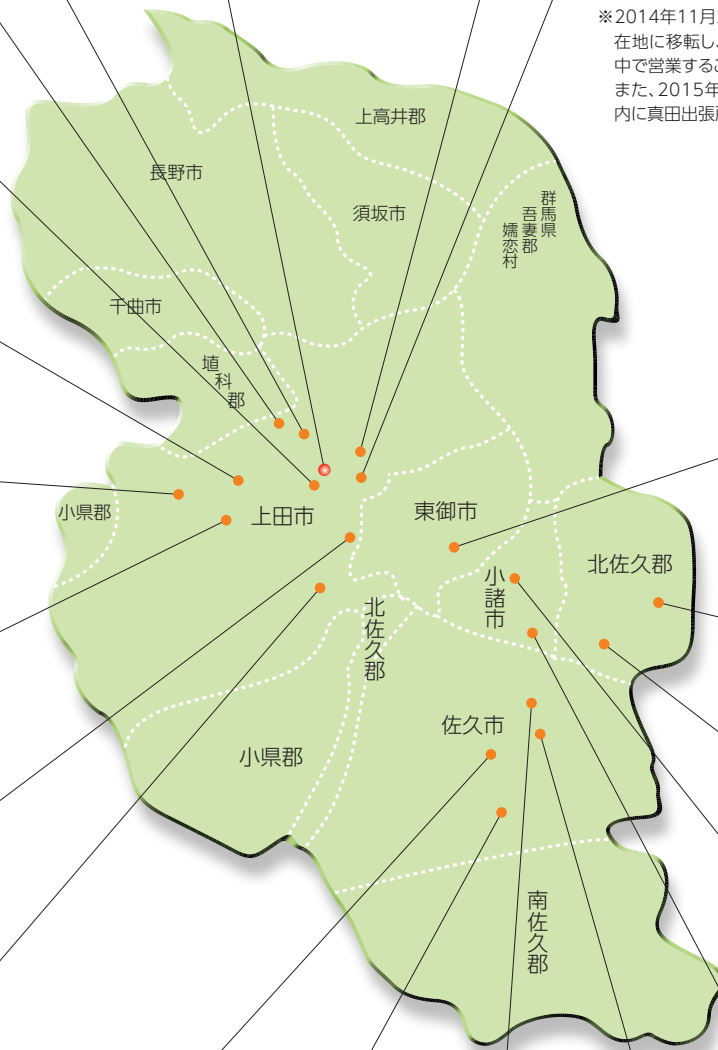 ※2014年11月
在地に移転し、
中で営業するこ
また、2015年
内に真田出張
上高井郡
長野市
須坂市
群馬県
吾妻郡
嬬恋村
千曲市
埴科郡
小県郡
上田市
東御市
北佐久郡
小諸市
北佐久郡
佐久市
小県郡
南佐久郡